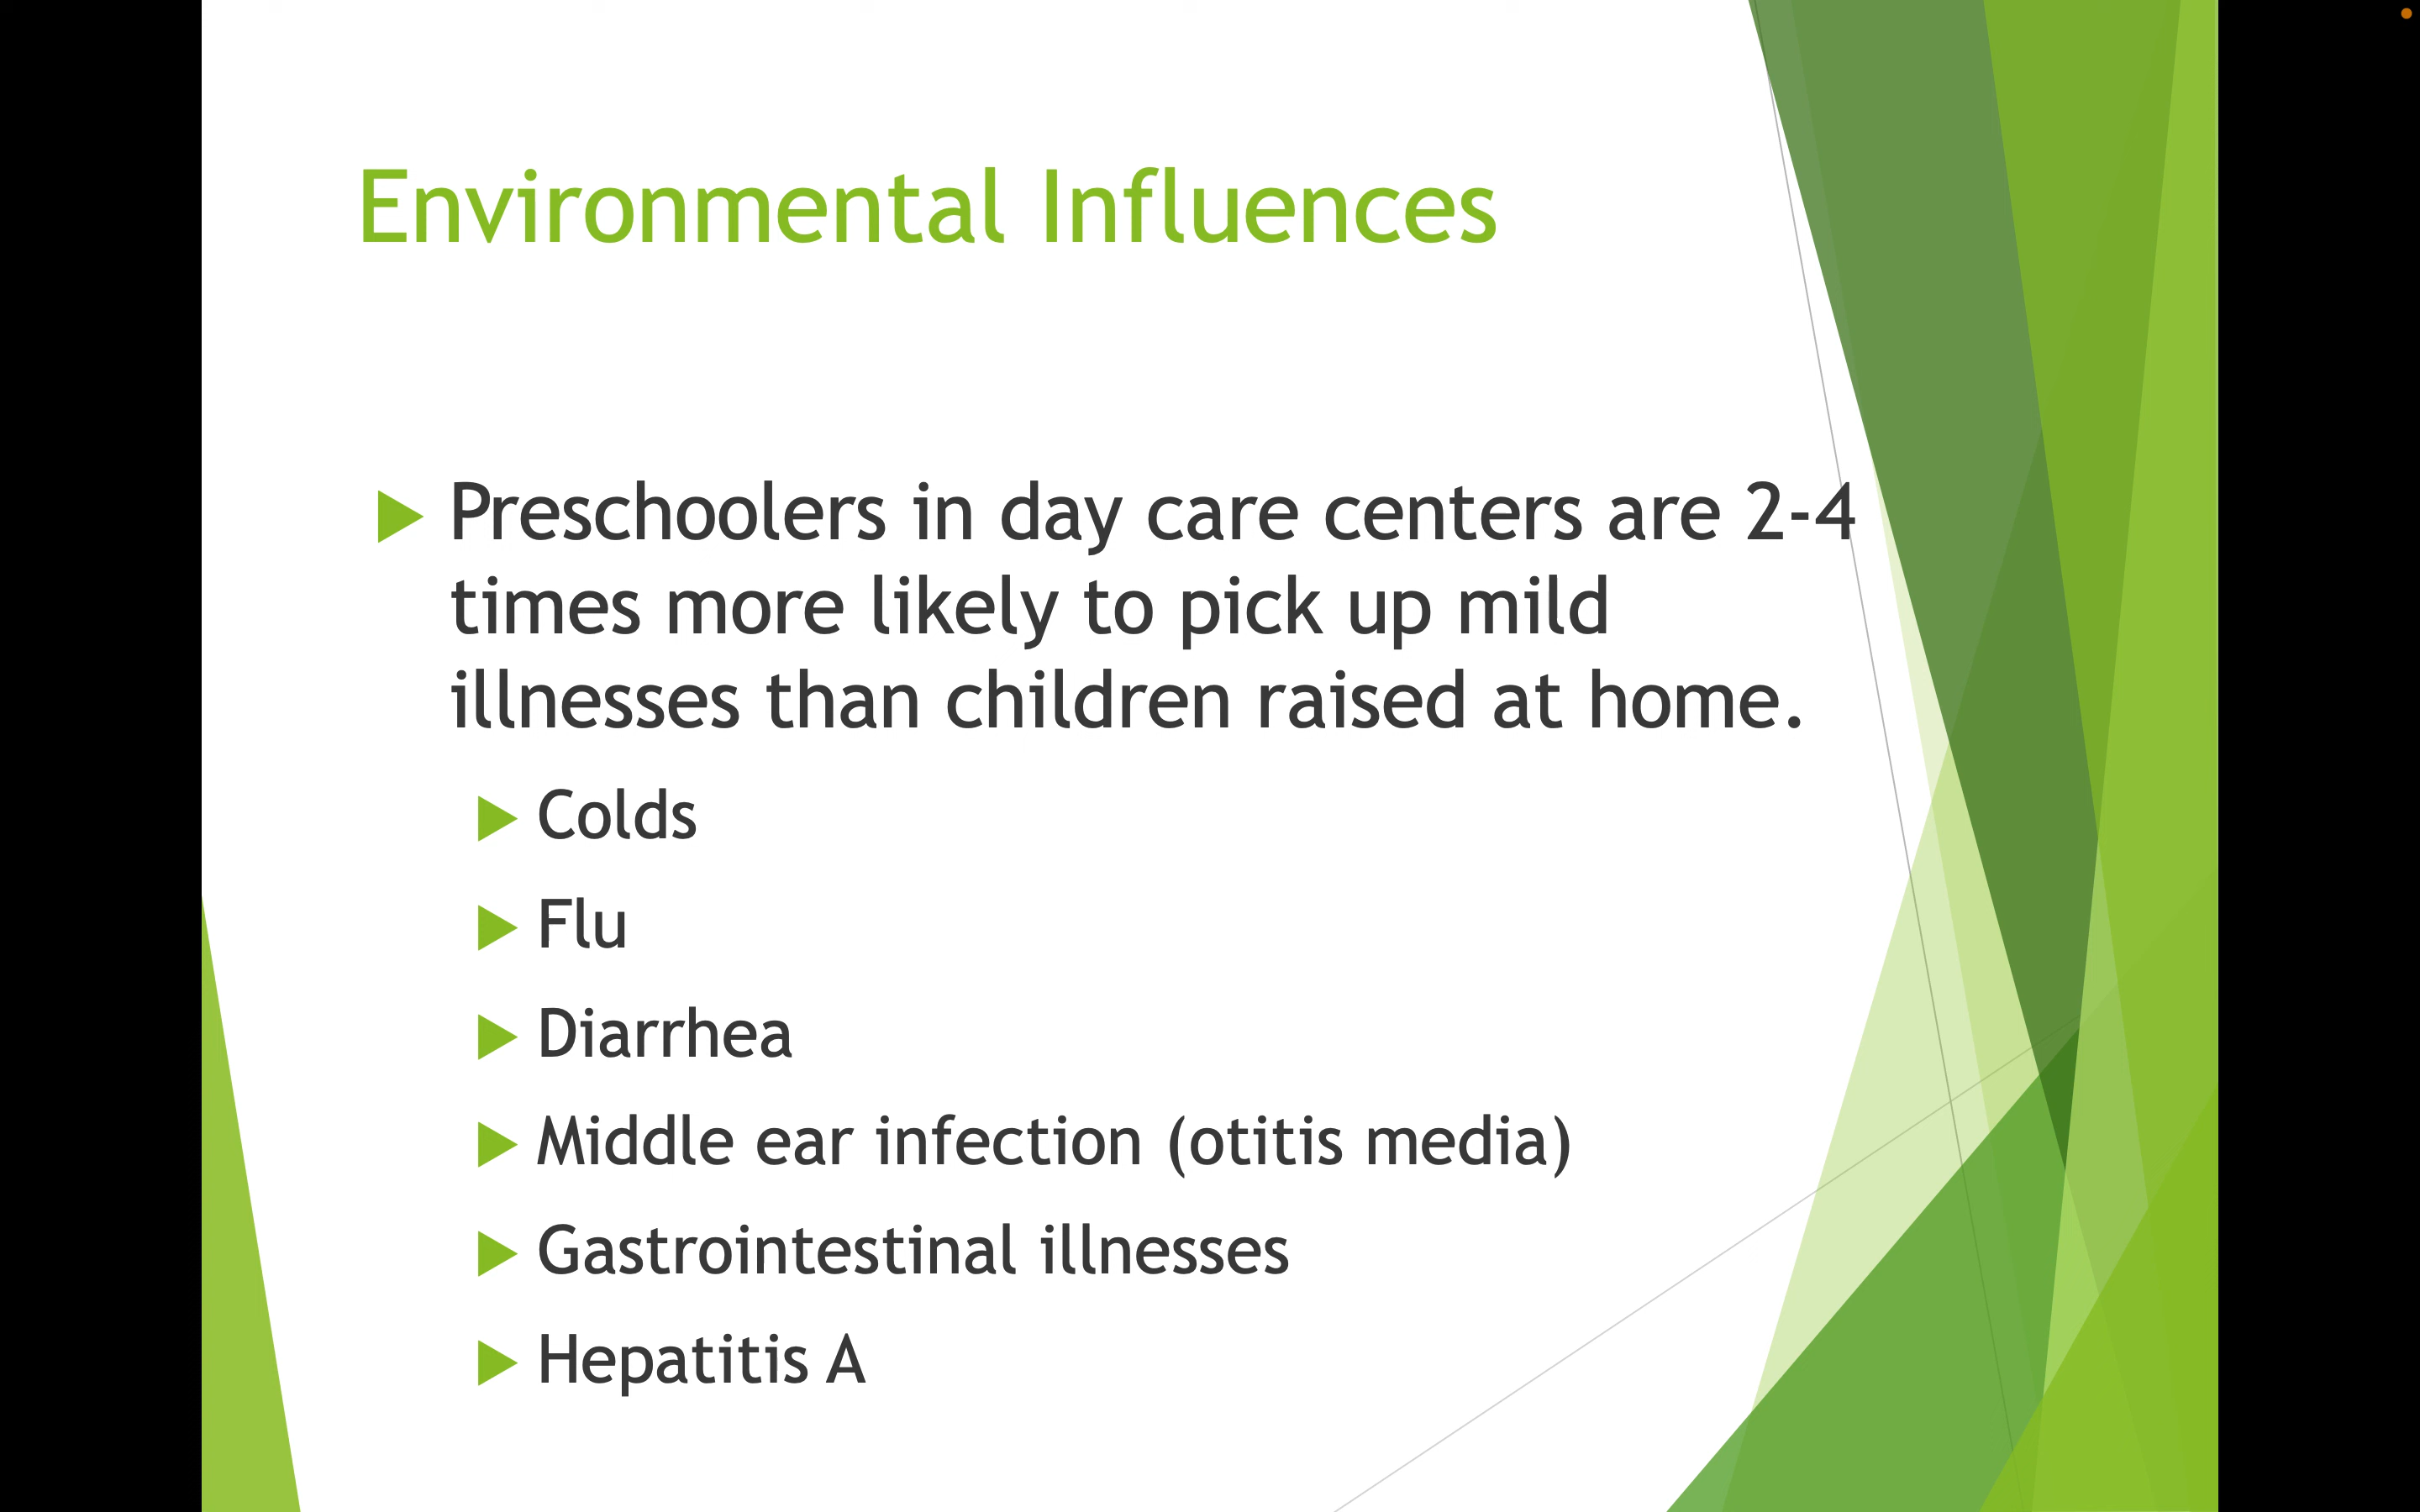 Environmental Influences
Preschoolers in day care centers are 2-4
times more likely to pick up mild
illnesses than children raised at home.
Colds
Flu
Diarrhea
Middle ear infection (otitis media)
Gastrointestinal illnesses
Hepatitis A